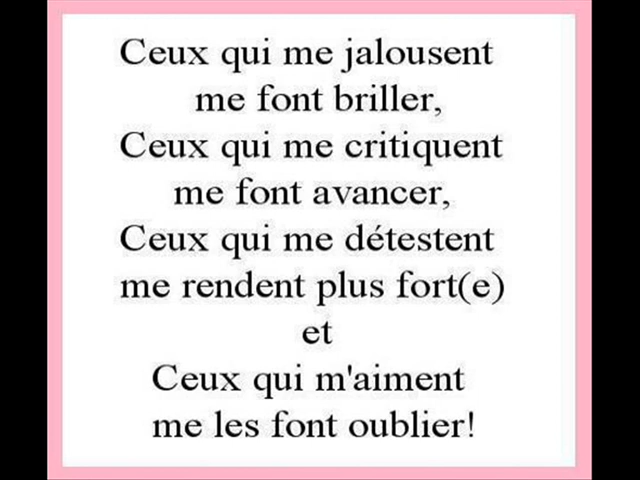 Ceux qui me jalousent
me font briller,
Ceux qui me critiquent
me font avancer,
Ceux qui me détestent
me rendent plus fort(e)
et
Ceux qui m'aiment
me les font oublier!